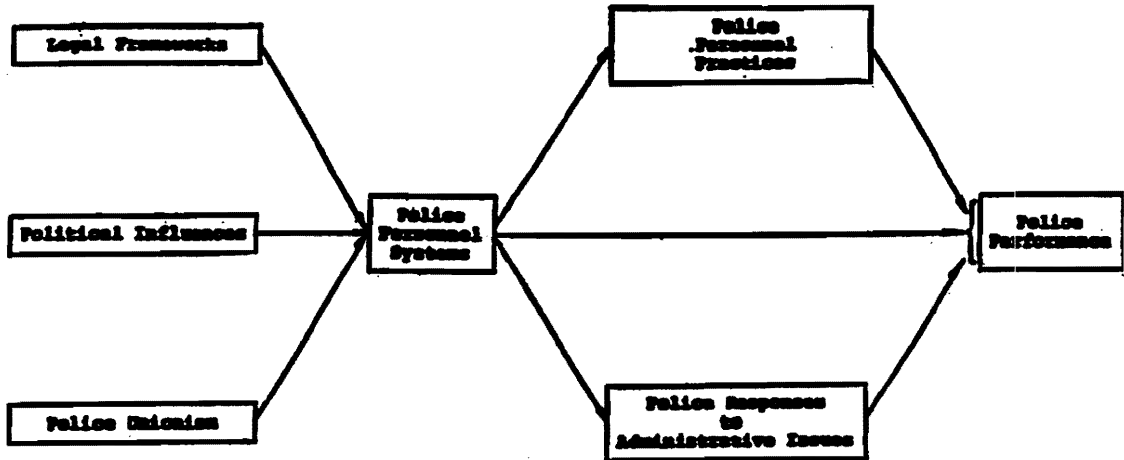 Legal Frameworks
Police
Personnel
Practices
Political Influences
Police
Personnel
Systems
Police
Performance
Police Unionism
Police Responses
to
Administrative Issues